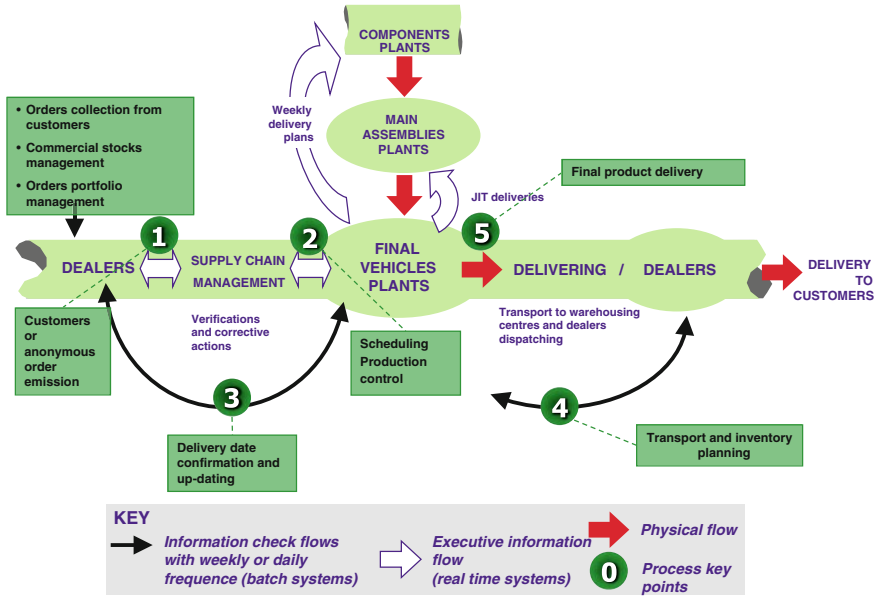 COMPONENTS
PLANTS
Weekly
delivery
plans
MAIN
ASSEMBLIES
PLANTS
• Orders collection from
customers
• Commercial stocks
management
• Orders portfolio
management
Final product delivery
JIT deliveries
1
2
5
DEALERS
SUPPLY CHAIN
MANAGEMENT
FINAL
VEHICLES
PLANTS
DELIVERING / DEALERS
DELIVERY
TO
CUSTOMERS
Customers
or
anonymous
order
emission
Verifications
and corrective
actions
Scheduling
Production
control
Transport to warehousing
centres and dealers
dispatching
3
4
Delivery date
confirmation and
up-dating
Transport and inventory
planning
KEY
Information check flows
with weekly or daily
frequence (batch systems)
Executive information
flow
(real time systems)
Physical flow
0
Process key
points